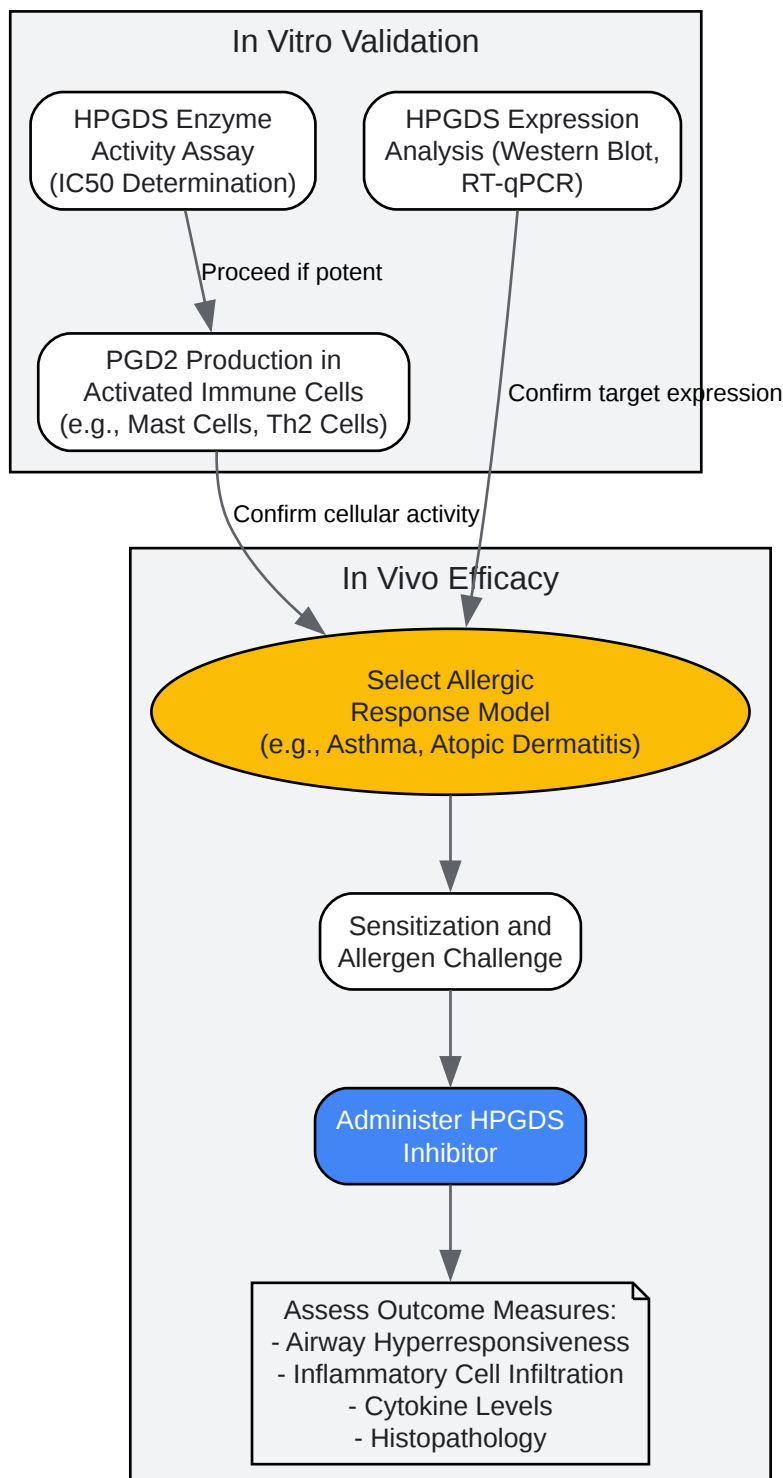 In Vitro Validation
HPGDS Enzyme
Activity Assay
(IC50 Determination)
HPGDS Expression
Analysis (Western Blot,
RT-qPCR)
Proceed if potent
PGD2 Production in
Activated Immune Cells
(e.g., Mast Cells, Th2 Cells)
Confirm target expression
Confirm cellular activity
In Vivo Efficacy
Select Allergic
Response Model
(e.g., Asthma, Atopic Dermatitis)
Sensitization and
Allergen Challenge
Administer HPGDS
Inhibitor
Assess Outcome Measures:
- Airway Hyperresponsiveness
- Inflammatory Cell Infiltration
- Cytokine Levels
- Histopathology